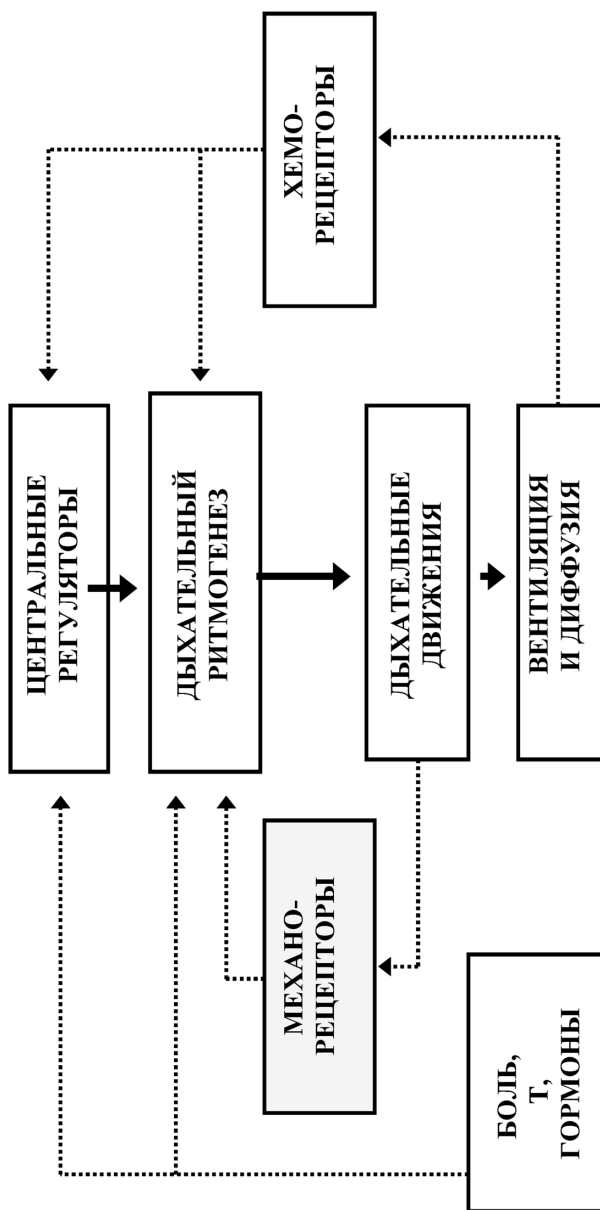 ЦЕНТРАЛЬНЫЕ
РЕГУЛЯТОРЫ
ДЫХАТЕЛЬНЫЙ
РИТМОГЕНЕЗ
МЕХАНО-
РЕЦЕПТОРЫ
ХЕМО-
РЕЦЕПТОРЫ
ДЫХАТЕЛЬНЫЕ
ДВИЖЕНИЯ
БОЛЬ,
Т,
ГОРМОНЫ
ВЕНТИЛЯЦИЯ
И ДИФФУЗИЯ